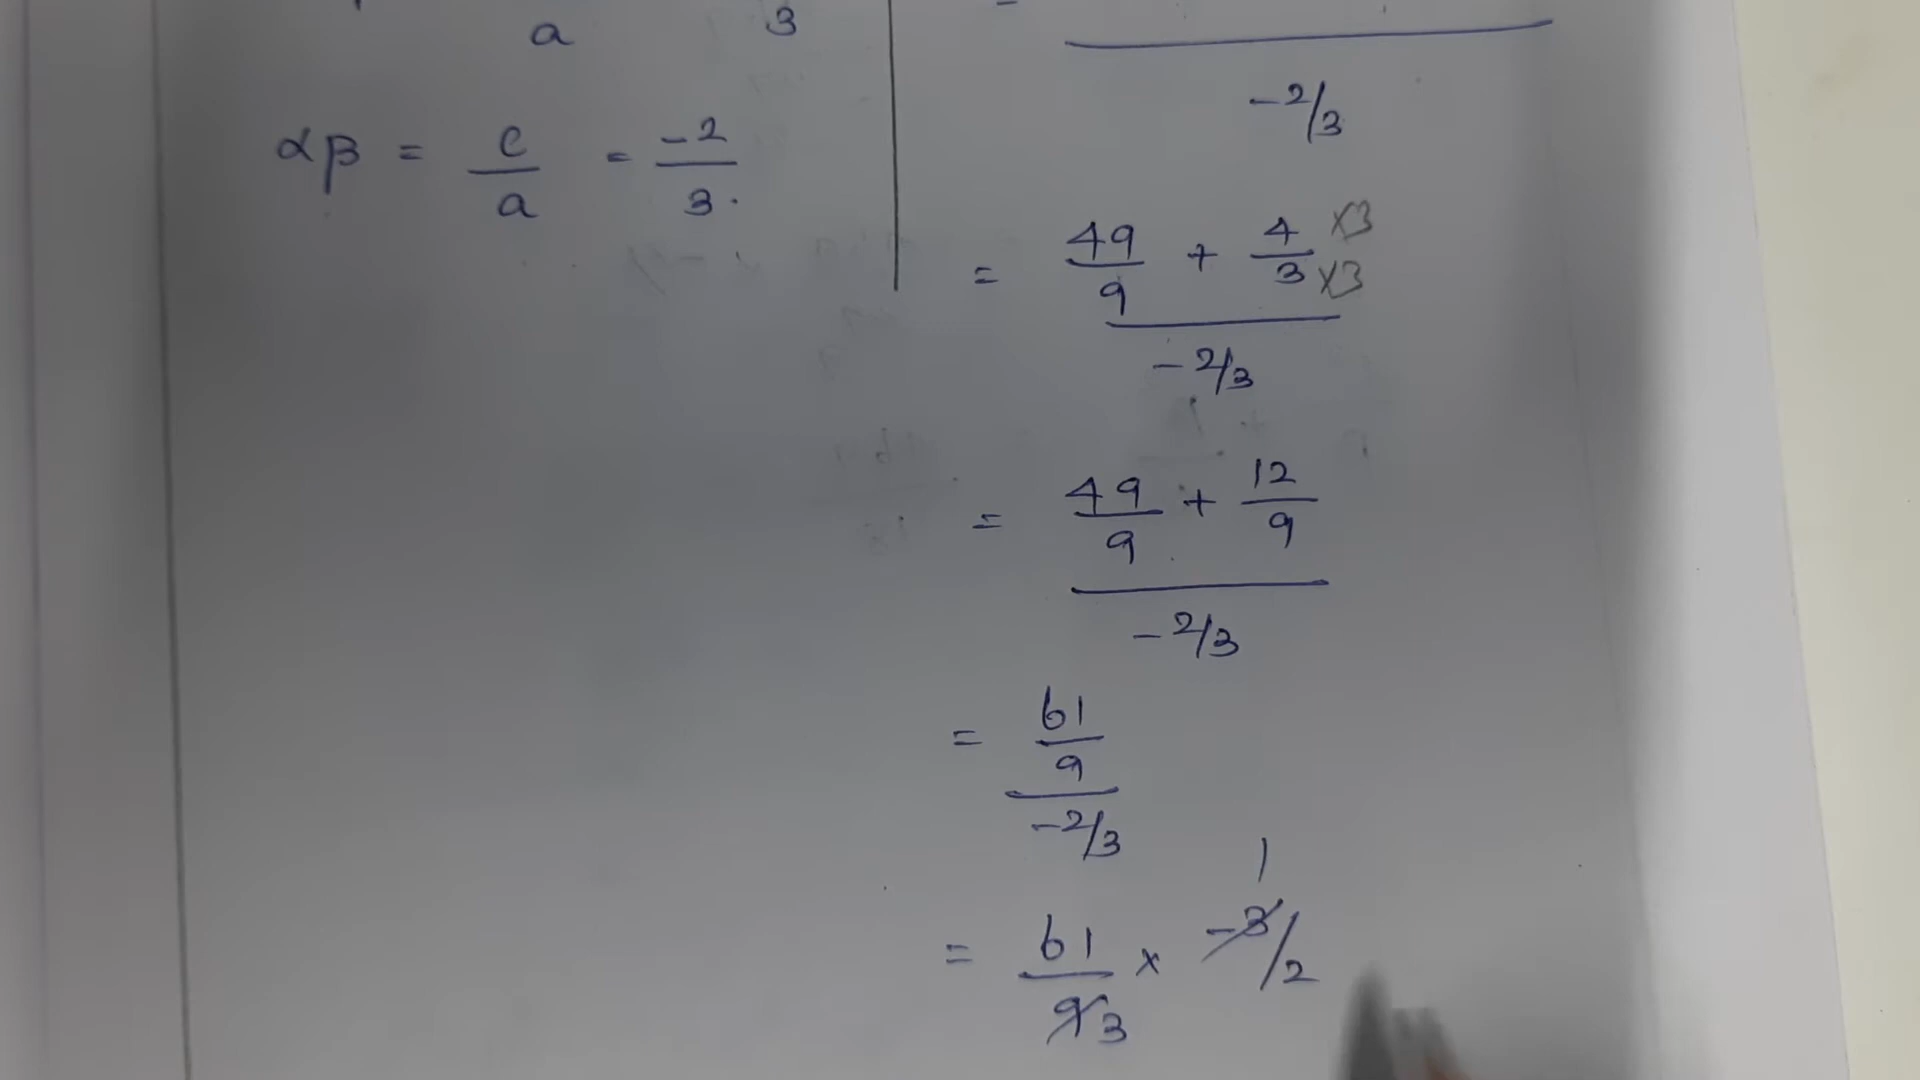 a 3
αβ = c/a = -2/3.
-2/3
= 49/9 + 4/3 ×3 ×3
-2/3
= 49/9 + 12/9
-2/3
= 61/9
-2/3
1
= 61/9 × -3/2
3